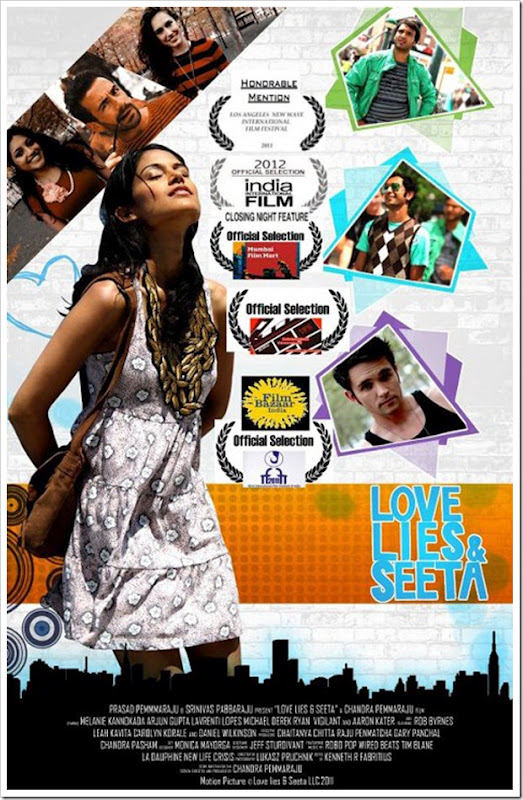 HONORABLE
MENTION
LOS ANGELES NEW WAVE
INTERNATIONAL
FILM FESTIVAL
2011
2012
OFFICIAL SELECTION
india
INTERNATIONAL
FILM
CLOSING NIGHT FEATURE
Official Selection
Mumbai
Film Mart
Official Selection
Film
Bazaar
India
Official Selection
LOVE
LIES &
SEETA
PRASAD PEMMMARAJU & SRINIVAS PABBARAJU PRESENT "LOVE LIES & SEETA" A CHANDRA PEMMARAJU FILM
MELANIE KANNOKADA ARJUN GUPTA LAVRENTI LOPES MICHAEL DEREK RYAN VIGILANT AND AARON KATER ROB BYRNES
LEAH KAVITA CAROLYN KORALE AND DANIEL WILKINSON CHAITANYA CHITTA RAJU PENMATCHA GARY PANCHAL
CHANDRA PASHAM MONICA MAYORGA JEFF STURDIVANT ROBO POP WIRED BEATS TIM BLANE
LA DAUPHINE NEW LIFE CRISIS LUKASZ PRUCHNIK KENNETH R FABRITIUS
CHANDRA PEMMARAJU
Motion Picture © Love lies & Seeta LLC 2011